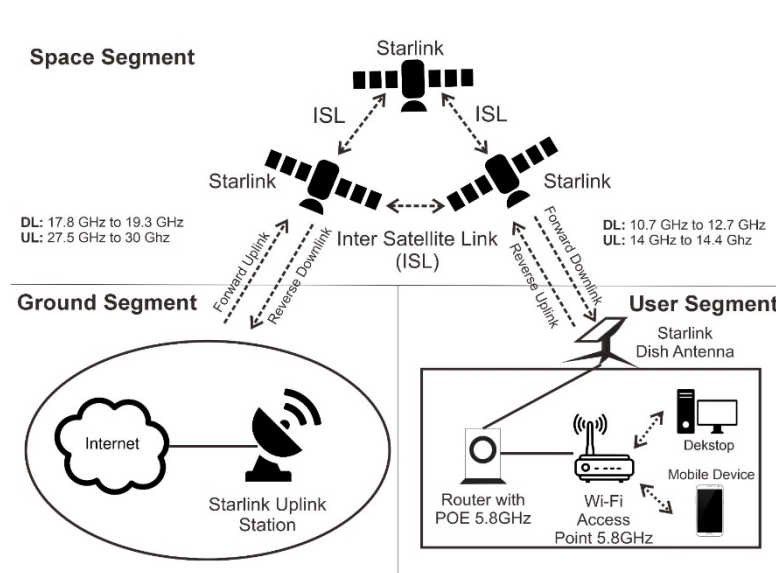 Space Segment
Starlink
ISL
ISL
Starlink
Starlink
DL: 17.8 GHz to 19.3 GHz
UL: 27.5 GHz to 30 Ghz
Inter Satellite Link
(ISL)
DL: 10.7 GHz to 12.7 GHz
UL: 14 GHz to 14.4 Ghz
Forward Uplink
Reverse Downlink
Reverse Uplink
Forward Downlink
Ground Segment
Internet
Starlink Uplink
Station
User Segment
Starlink
Dish Antenna
Router with
POE 5.8GHz
Wi-Fi
Access
Point 5.8GHz
Dekstop
Mobile Device